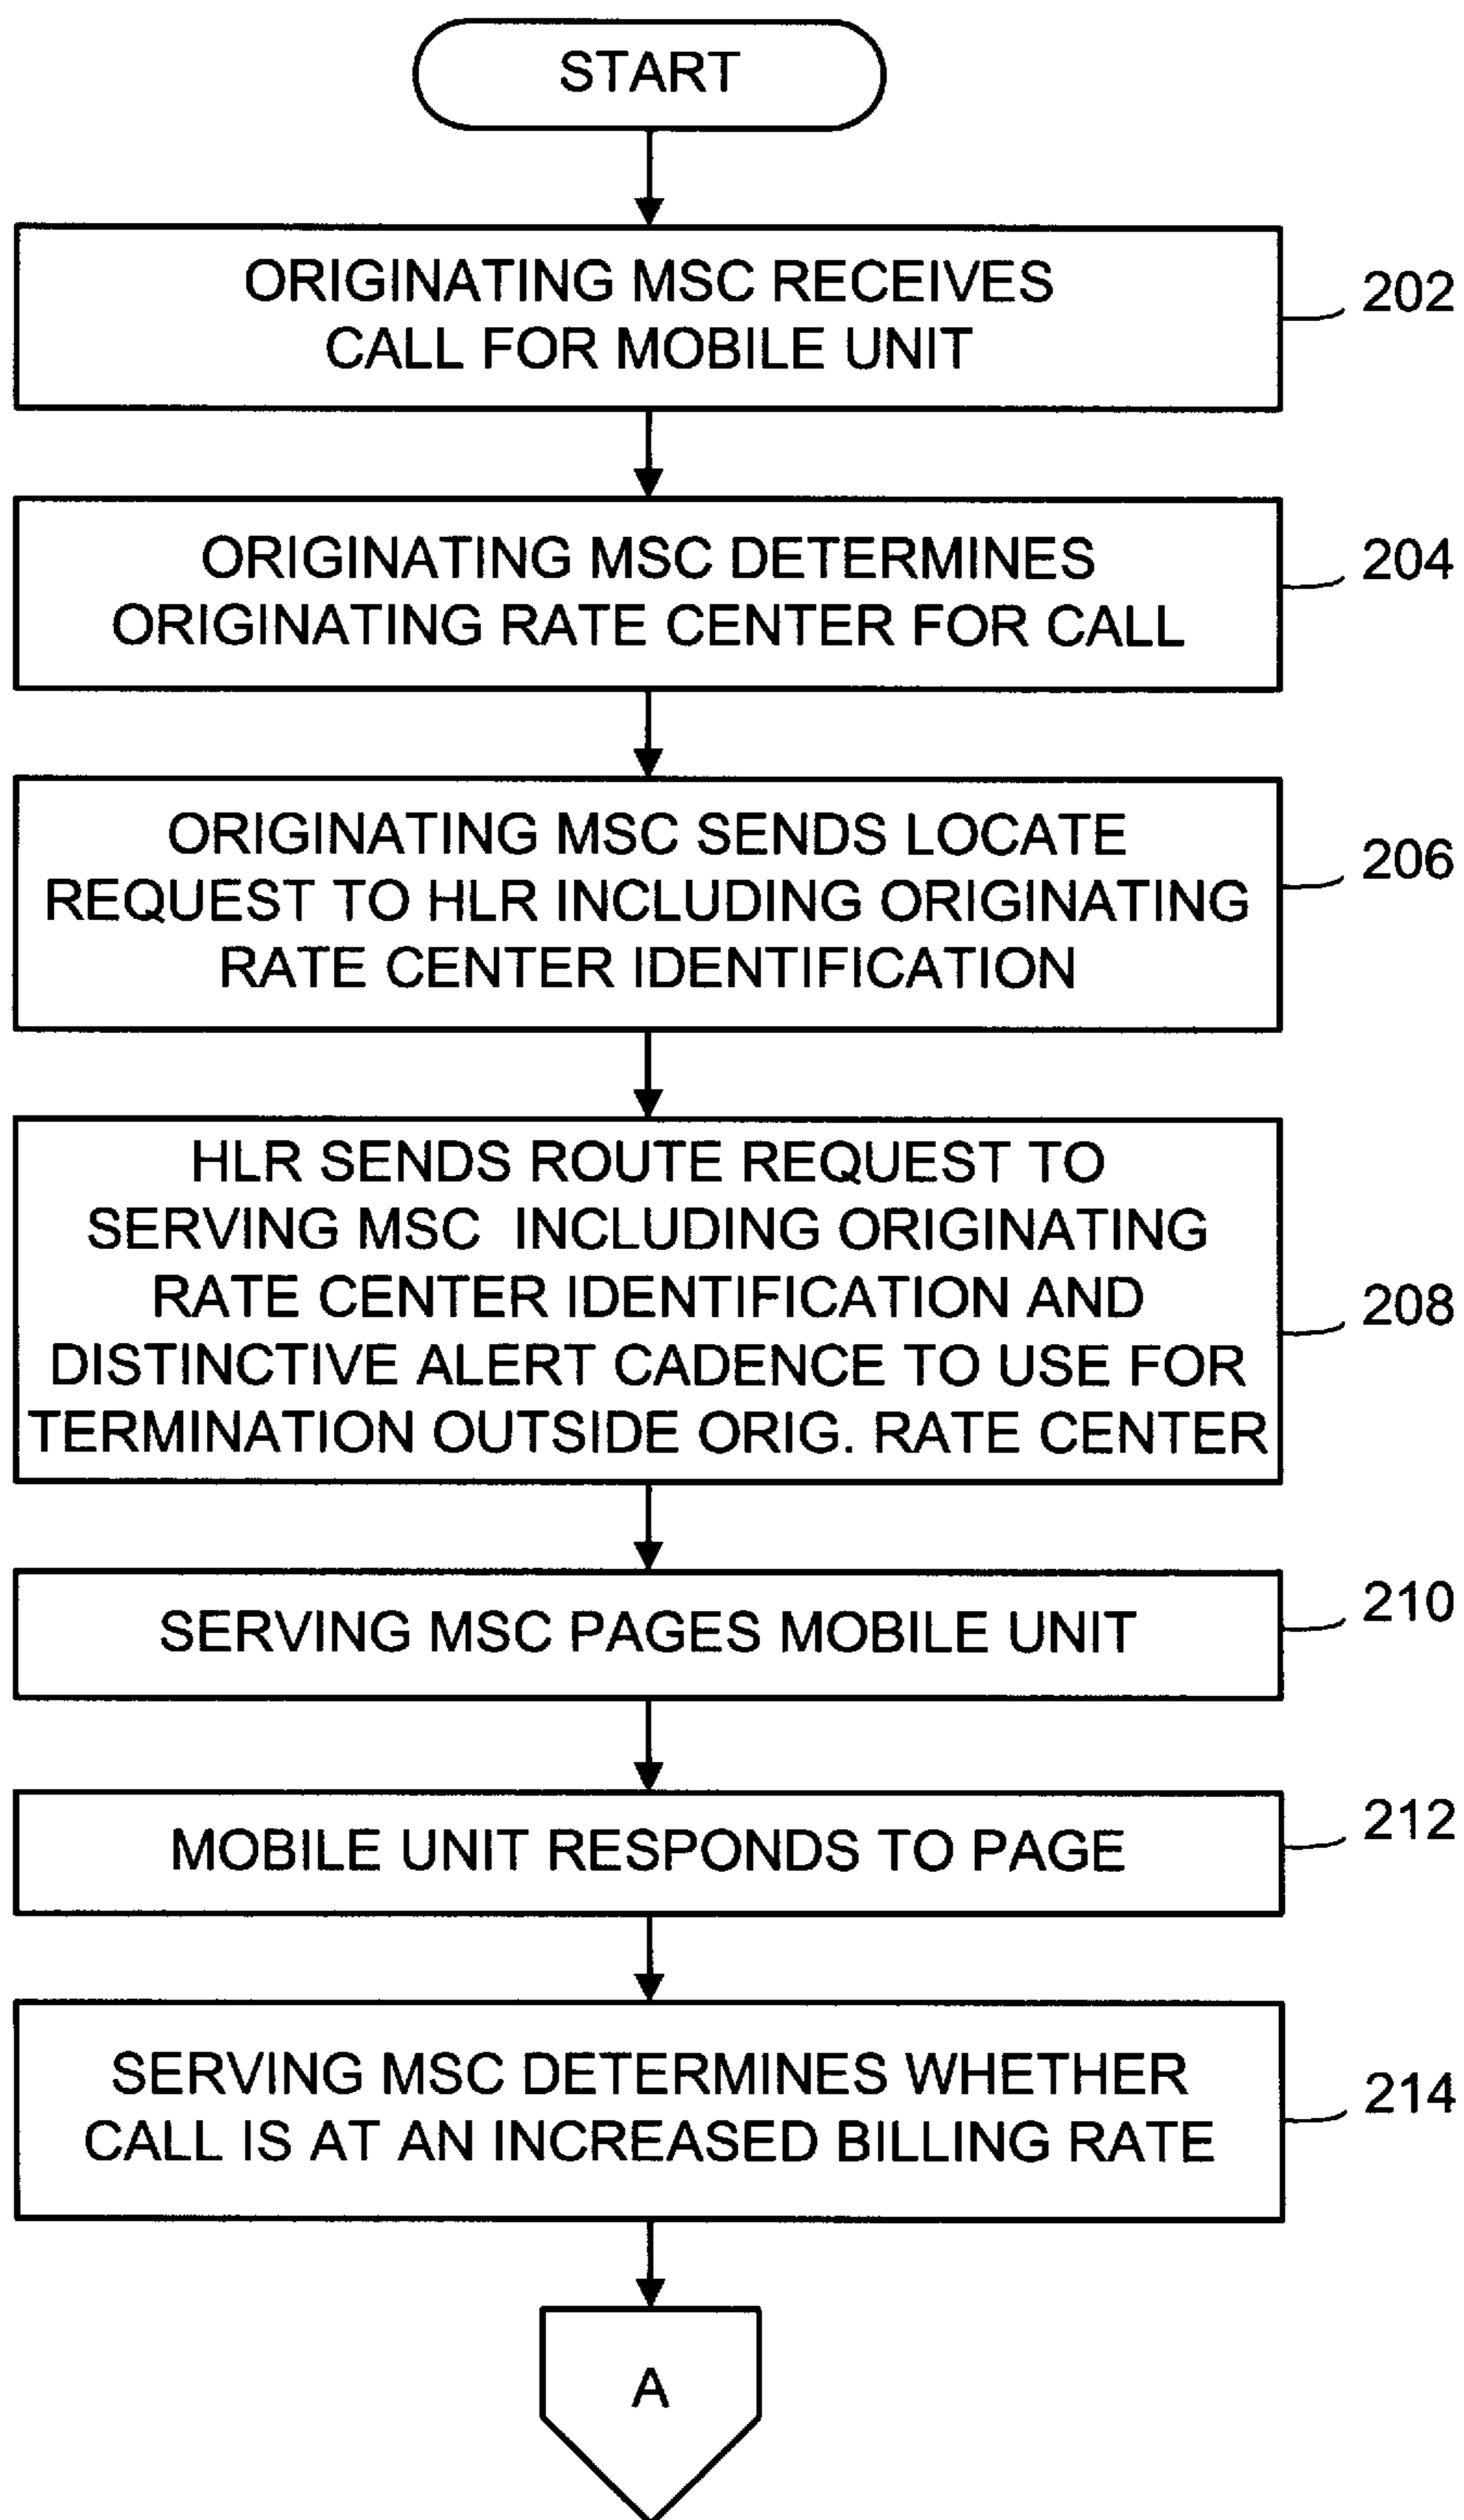 START
ORIGINATING MSC RECEIVES
CALL FOR MOBILE UNIT
202
ORIGINATING MSC DETERMINES
ORIGINATING RATE CENTER FOR CALL
204
ORIGINATING MSC SENDS LOCATE
REQUEST TO HLR INCLUDING ORIGINATING
RATE CENTER IDENTIFICATION
206
HLR SENDS ROUTE REQUEST TO
SERVING MSC INCLUDING ORIGINATING
RATE CENTER IDENTIFICATION AND
DISTINCTIVE ALERT CADENCE TO USE FOR
TERMINATION OUTSIDE ORIG. RATE CENTER
208
SERVING MSC PAGES MOBILE UNIT
210
MOBILE UNIT RESPONDS TO PAGE
212
SERVING MSC DETERMINES WHETHER
CALL IS AT AN INCREASED BILLING RATE
214
A